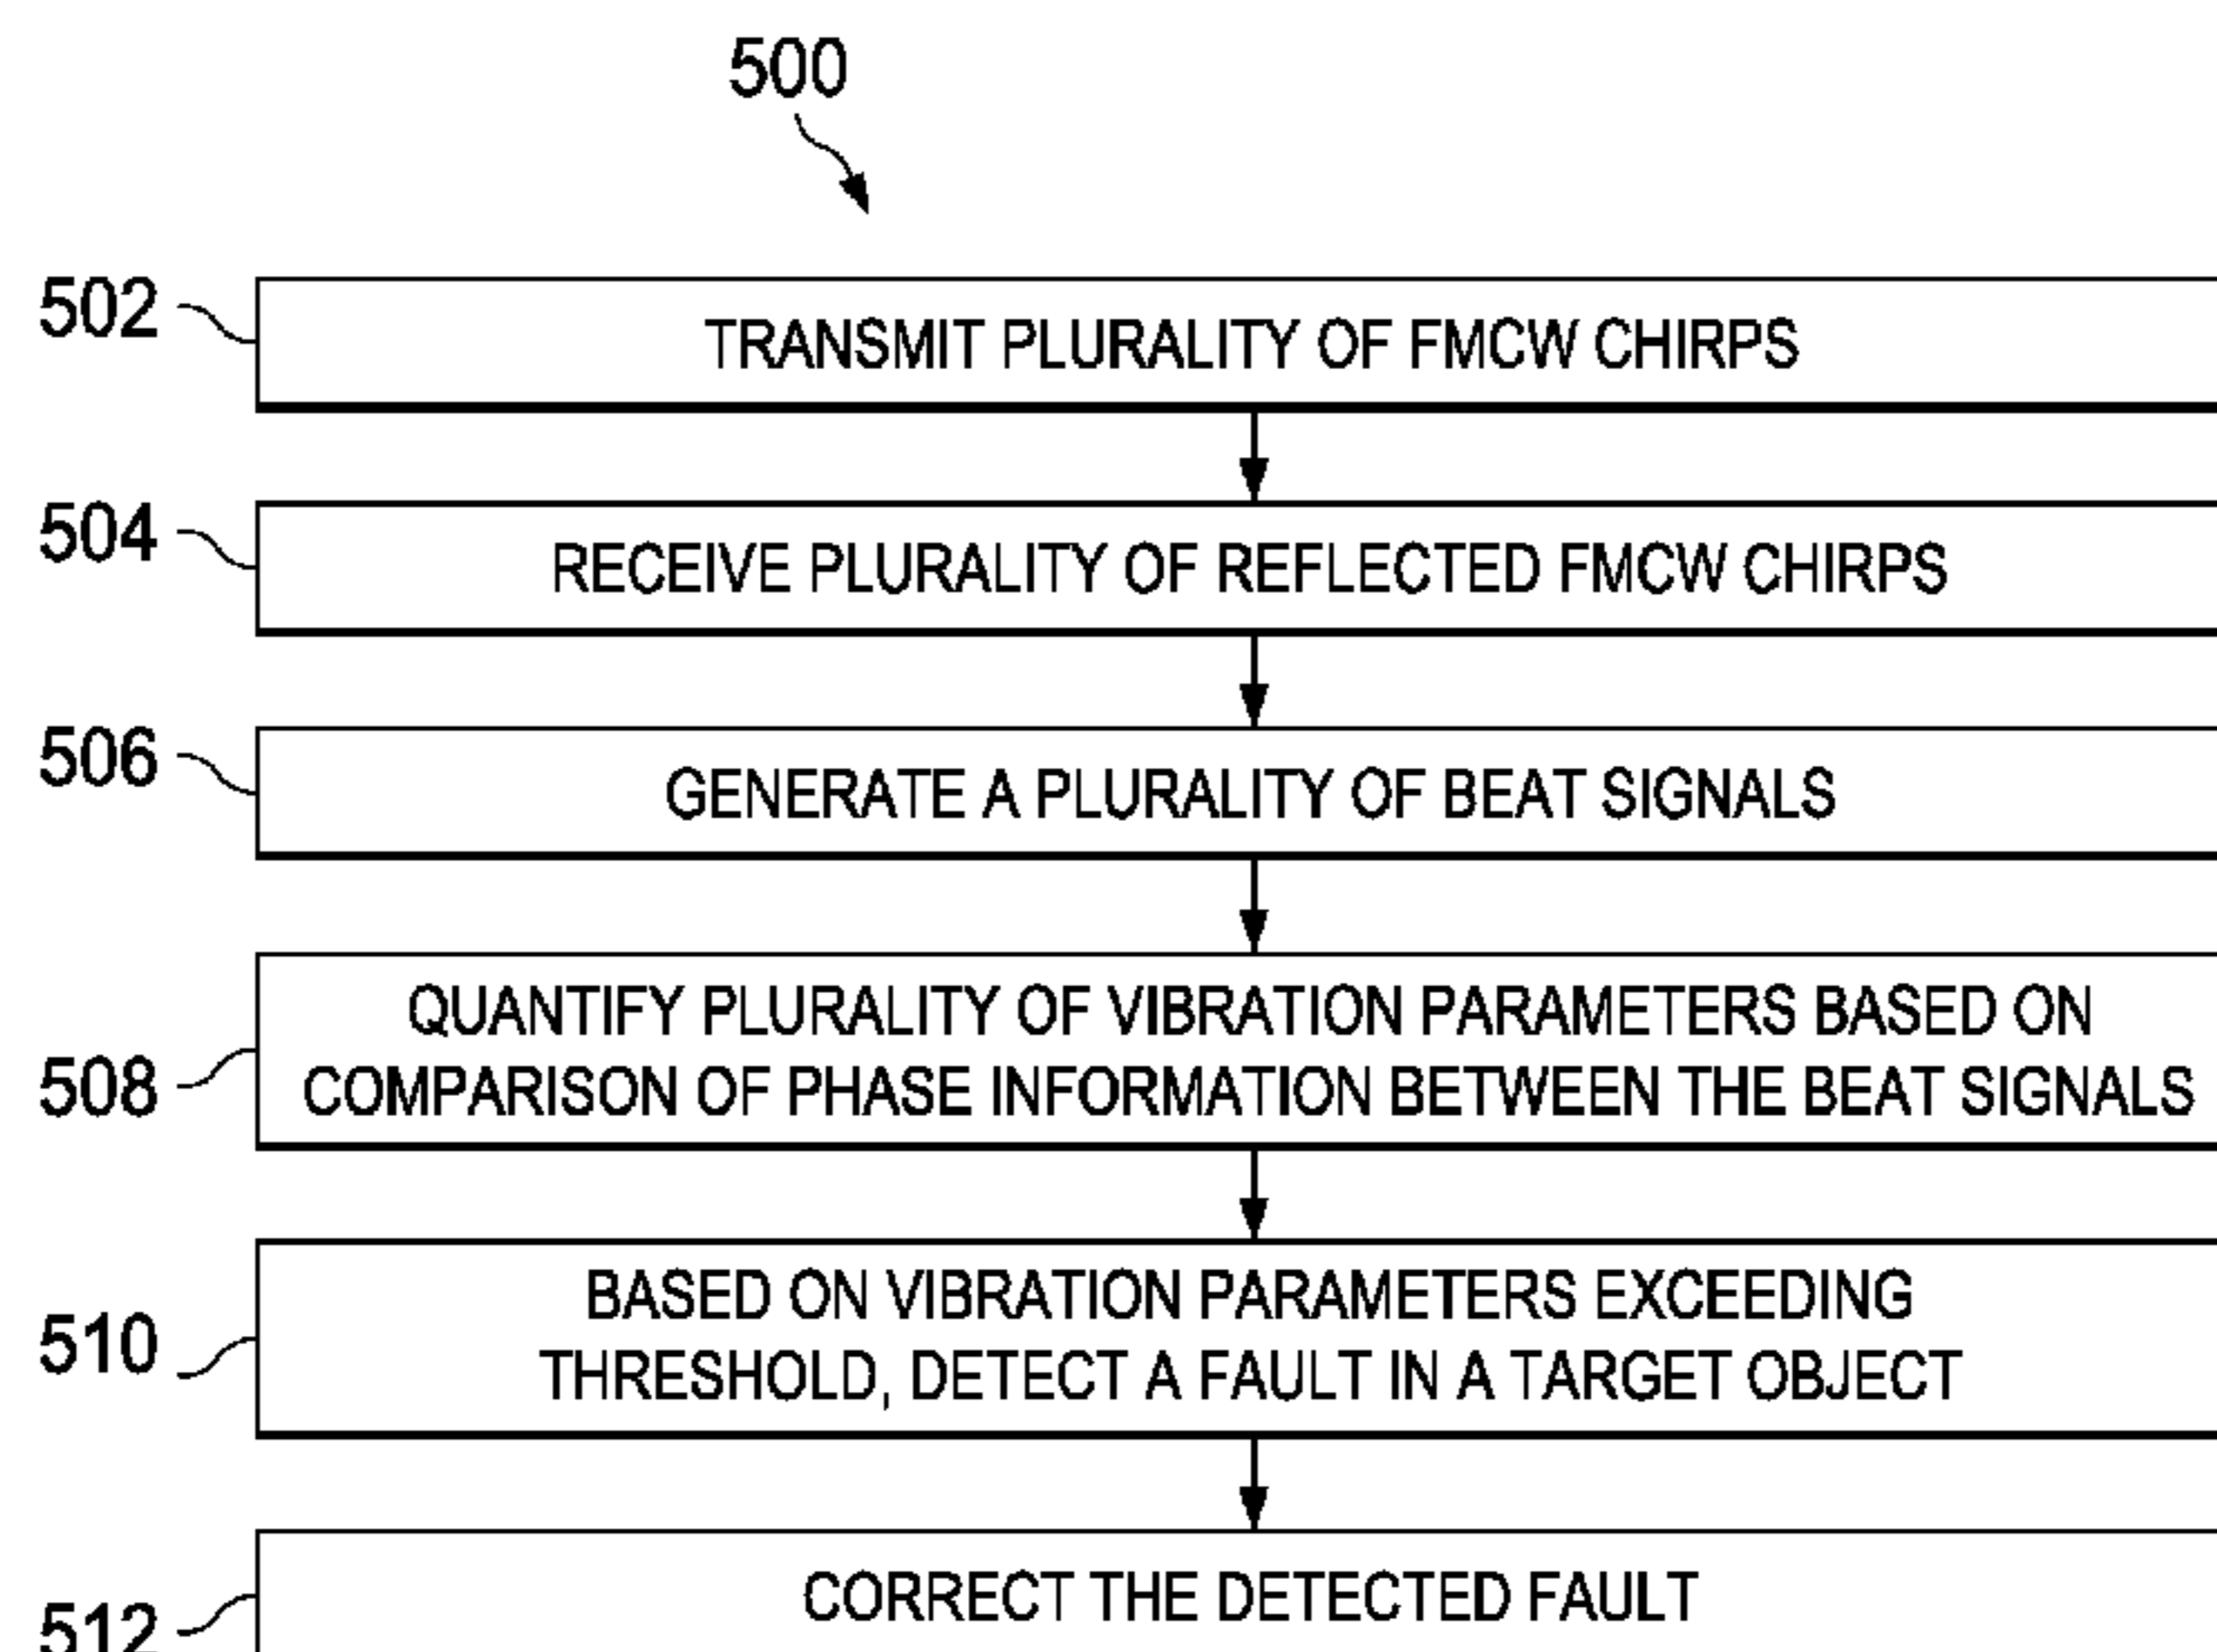 500
502
TRANSMIT PLURALITY OF FMCW CHIRPS
504
RECEIVE PLURALITY OF REFLECTED FMCW CHIRPS
506
GENERATE A PLURALITY OF BEAT SIGNALS
508
QUANTIFY PLURALITY OF VIBRATION PARAMETERS BASED ON
COMPARISON OF PHASE INFORMATION BETWEEN THE BEAT SIGNALS
510
BASED ON VIBRATION PARAMETERS EXCEEDING
THRESHOLD, DETECT A FAULT IN A TARGET OBJECT
512
CORRECT THE DETECTED FAULT